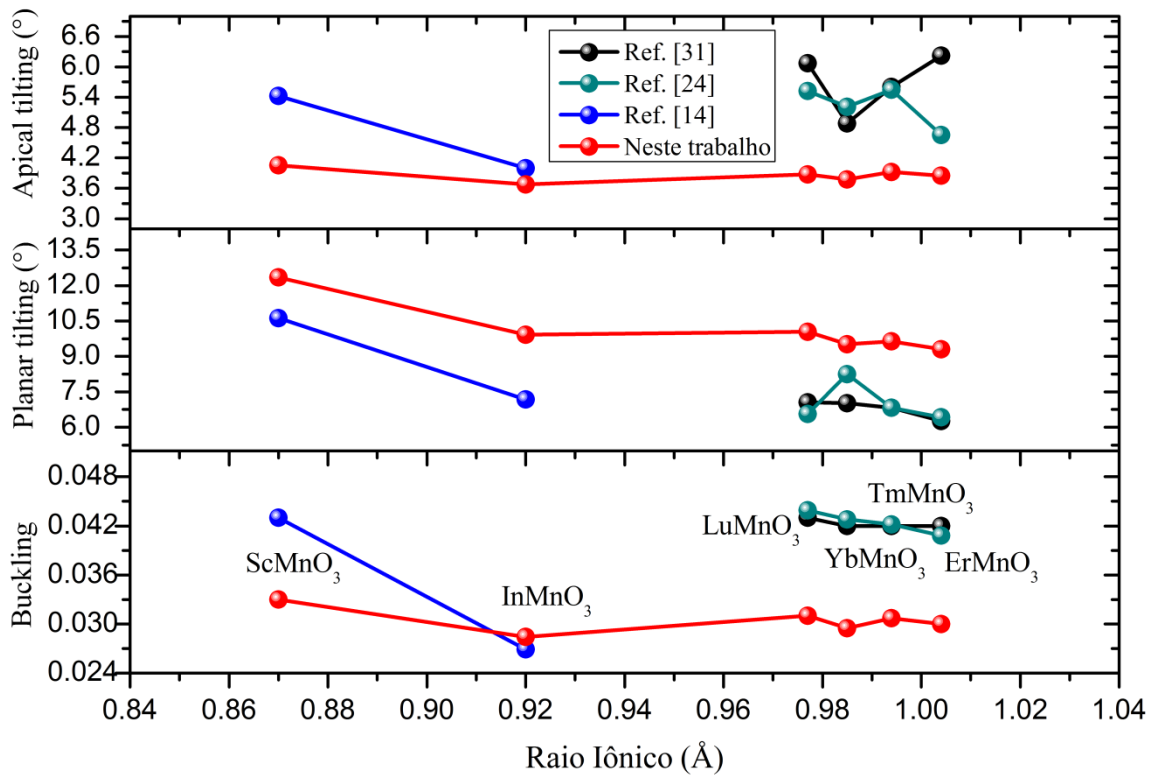 Apical tilting (°)
6.6
6.0
5.4
4.8
4.2
3.6
3.0
Ref. [31]
Ref. [24]
Ref. [14]
Neste trabalho
Planar tilting (°)
13.5
12.0
10.5
9.0
7.5
6.0
Buckling
0.048
0.042
0.036
0.030
0.024
ScMnO₃
InMnO₃
LuMnO₃
TmMnO₃
YbMnO₃
ErMnO₃
0.84 0.86 0.88 0.90 0.92 0.94 0.96 0.98 1.00 1.02 1.04
Raio Iônico (Å)